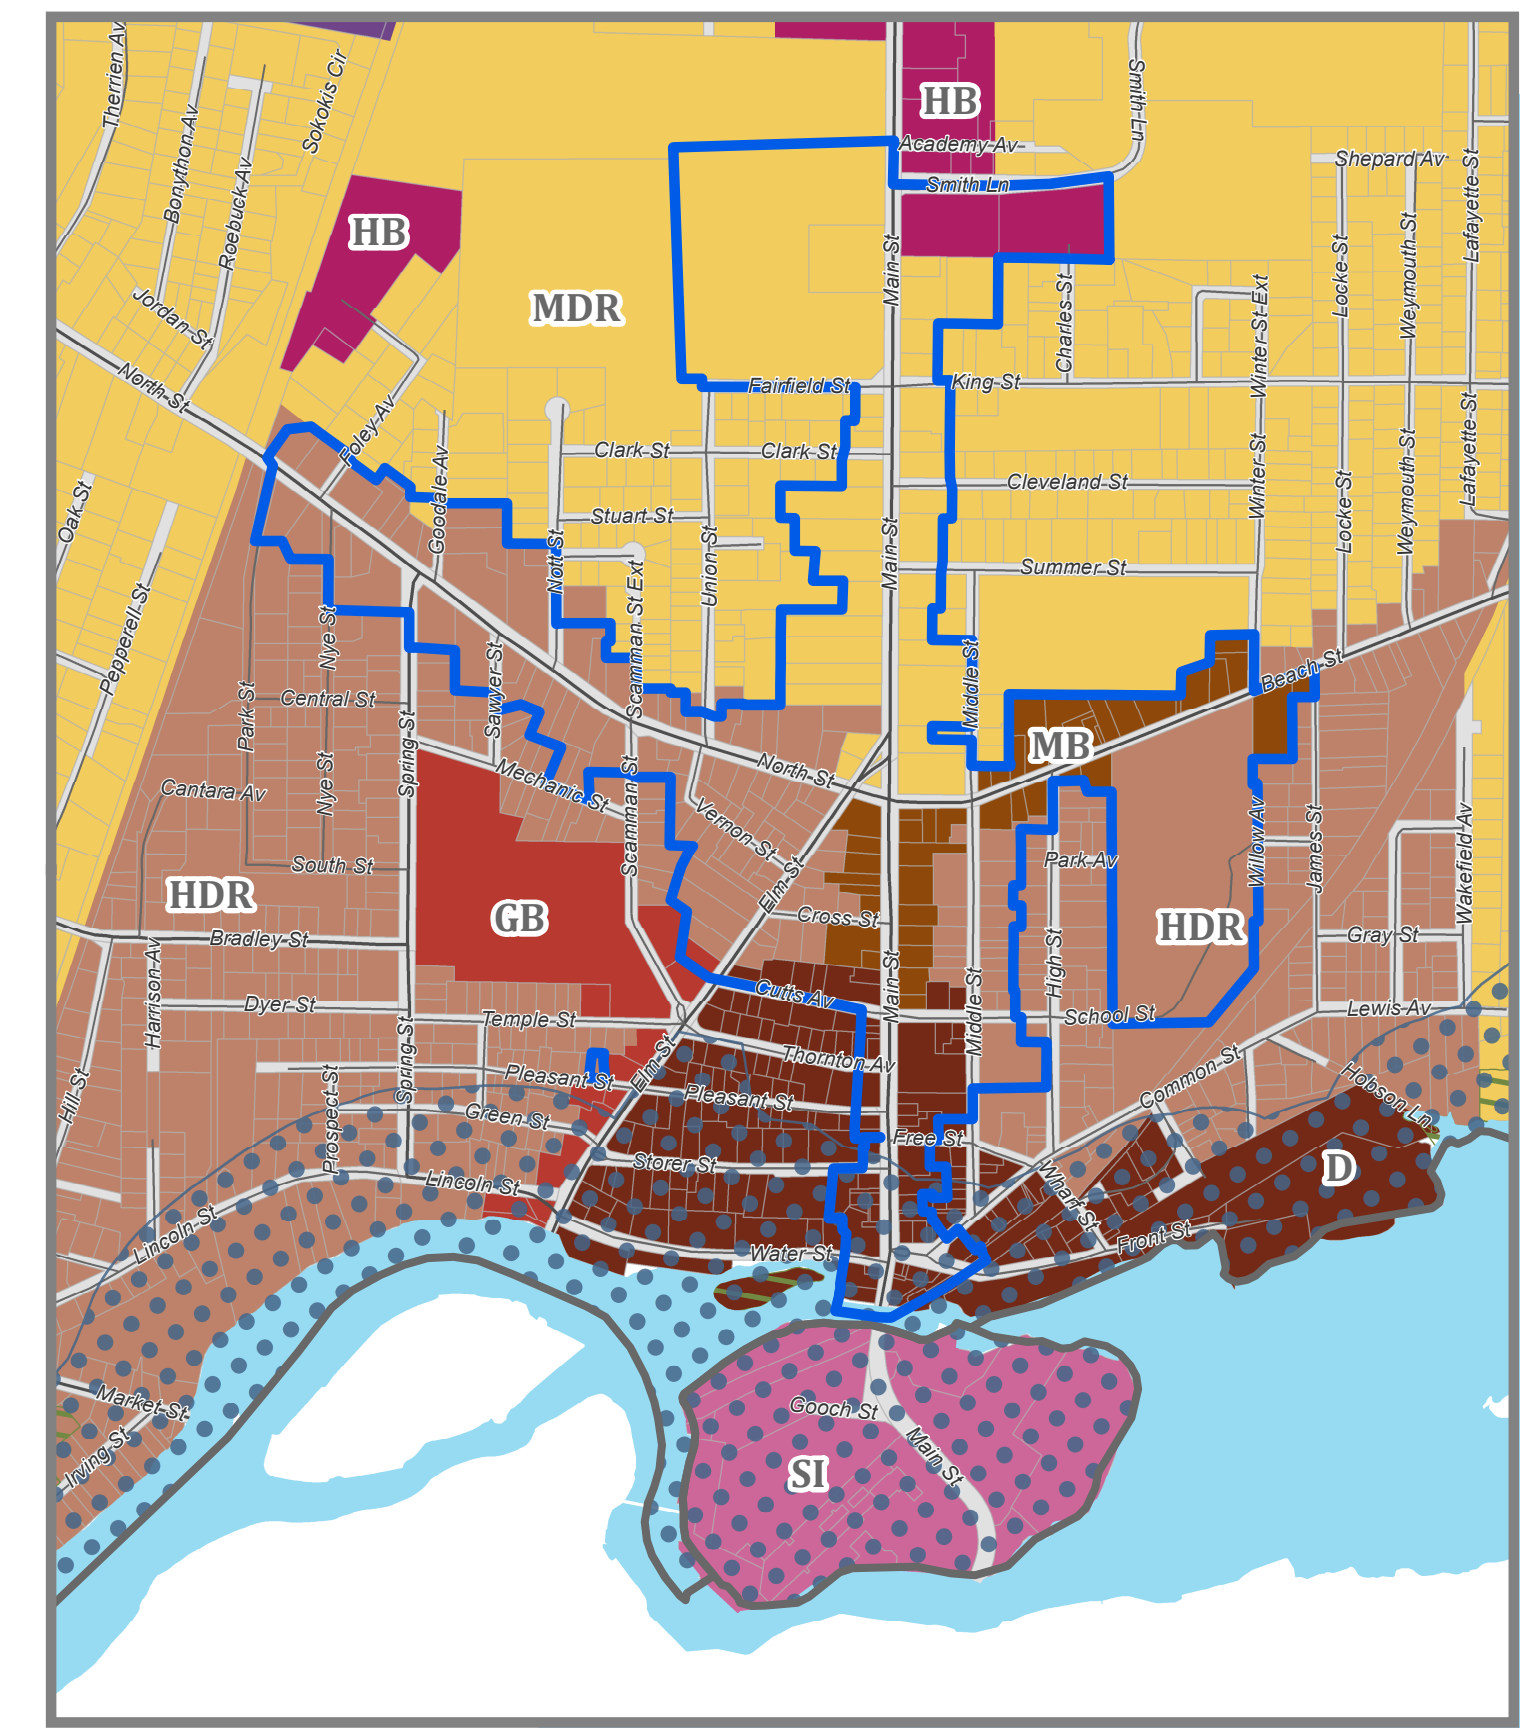 Therrien Av
Bonython Av
Roebuck Av
Sokokis Cir
HB
Smith Ln
Academy Av
Smith Ln
Shepard Av
Lafayette St
HB
MDR
Main St
Charles St
Winter St Ext
Locke St
Weymouth St
Jordan St
North St
Foley Av
Goodale Av
Fairfield St
King St
Clark St
Clark St
Cleveland St
Winter St
Locke St
Weymouth St
Lafayette St
Oak St
Stuart St
Nott St
Scamman St Ext
Union St
Main St
Summer St
Pepperell St
Nye St
Sawyer St
Middle St
Beach St
Park St
Central St
Spring St
MB
Nye St
Cantara Av
Mechanic St
Scamman St
North St
Vernon St
Elm St
South St
Park Av
Willow Av
James St
Wakefield Av
HDR
GB
Cross St
HDR
Bradley St
Harrison Av
Gray St
High St
Main St
Middle St
Cutts Av
Dyer St
Temple St
School St
Lewis Av
Spring St
Elm St
Thornton Av
Hill St
Prospect St
Pleasant St
Pleasant St
Green St
Common St
Hobson Ln
Free St
Storer St
Lincoln St
Lincoln St
Wharf St
D
Water St
Front St
Market St
Irving St
Gooch St
Main St
SI